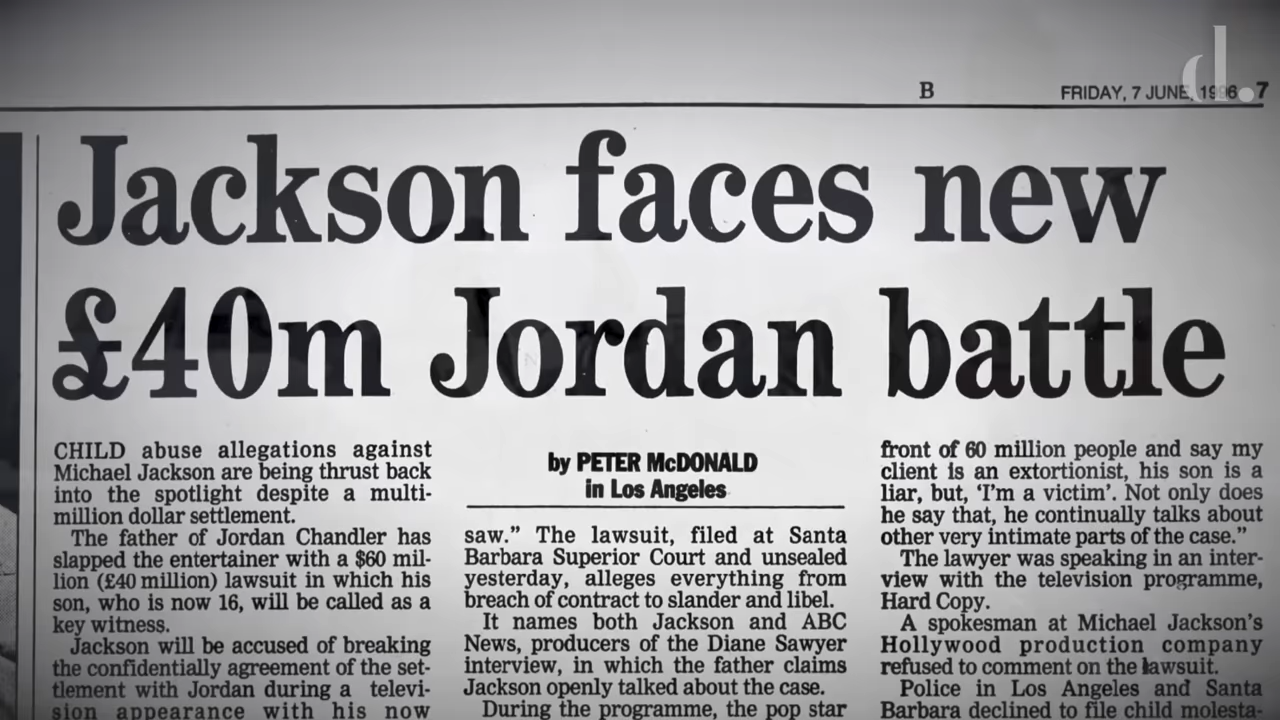 d.
B
FRIDAY, 7 JUNE, 1996 7
Jackson faces new
£40m Jordan battle
CHILD abuse allegations against
Michael Jackson are being thrust back
into the spotlight despite a multi-
million dollar settlement.
The father of Jordan Chandler has
slapped the entertainer with a $60 mil-
lion (£40 million) lawsuit in which his
son, who is now 16, will be called as a
key witness.
Jackson will be accused of breaking
the confidentially agreement of the set-
tlement with Jordan during a televi-
sion appearance with his now
by PETER McDONALD
in Los Angeles
saw.” The lawsuit, filed at Santa
Barbara Superior Court and unsealed
yesterday, alleges everything from
breach of contract to slander and libel.
It names both Jackson and ABC
News, producers of the Diane Sawyer
interview, in which the father claims
Jackson openly talked about the case.
During the programme, the pop star
front of 60 million people and say my
client is an extortionist, his son is a
liar, but, ‘I’m a victim’. Not only does
he say that, he continually talks about
other very intimate parts of the case.”
The lawyer was speaking in an inter-
view with the television programme,
Hard Copy.
A spokesman at Michael Jackson’s
Hollywood production company
refused to comment on the lawsuit.
Police in Los Angeles and Santa
Barbara declined to file child molesta-